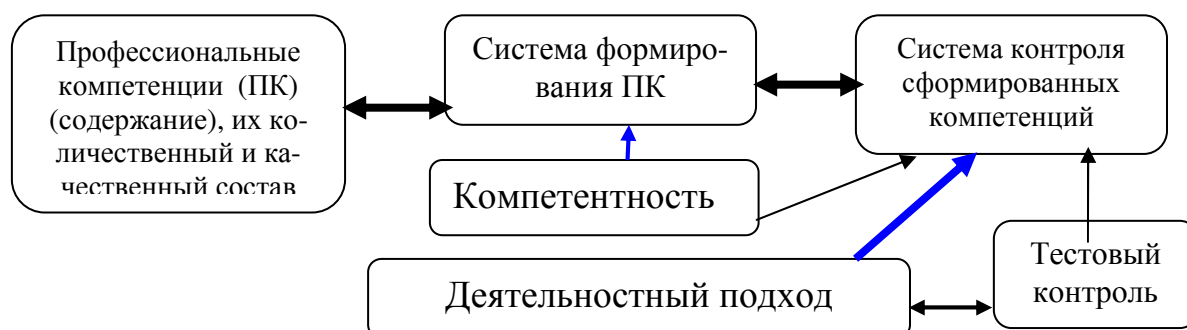 Профессиональные
компетенции (ПК)
(содержание), их ко-
личественный и ка-
чественный состав
Система формиро-
вания ПК
Система контроля
сформированных
компетенций
Компетентность
Деятельностный подход
Тестовый
контроль